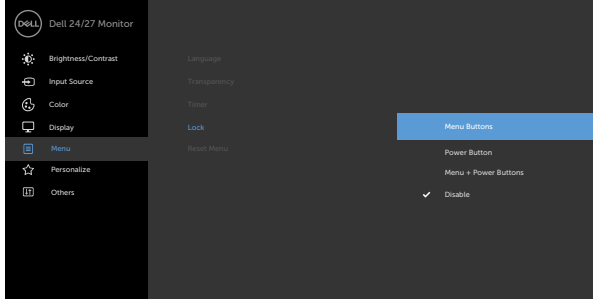 DELL
Dell 24/27 Monitor
Brightness/Contrast
Input Source
Color
Display
Menu
Personalize
Others
Language
Transparency
Timer
Lock
Reset Menu
Menu Buttons
Power Button
Menu + Power Buttons
Disable